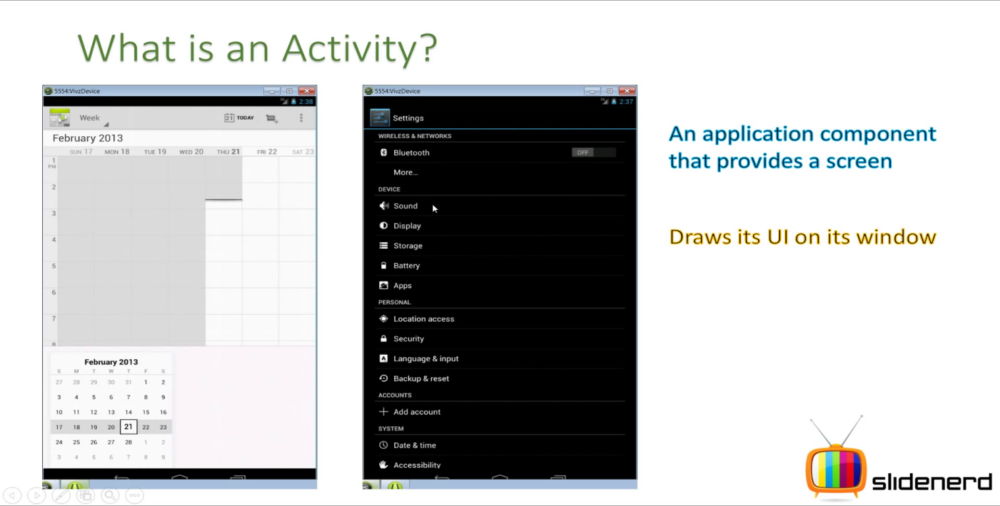 What is an Activity?
5554:VivzDevice
2:38
Week
21 TODAY
February 2013
SUN 17 MON 18 TUE 19 WED 20 THU 21 FRI 22 SAT 23
1
PM
2
3
4
5
6
7
8
February 2013
S M T W T F S
27 28 29 30 31 1 2
3 4 5 6 7 8 9
10 11 12 13 14 15 16
17 18 19 20 21 22 23
24 25 26 27 28 1 2
3 4 5 6 7 8 9
5554:VivzDevice
3G 2:37
Settings
WIRELESS & NETWORKS
Bluetooth OFF
More...
DEVICE
Sound
Display
Storage
Battery
Apps
PERSONAL
Location access
Security
A Language & input
Backup & reset
ACCOUNTS
Add account
SYSTEM
Date & time
Accessibility
An application component
that provides a screen
Draws its UI on its window
slidenerd